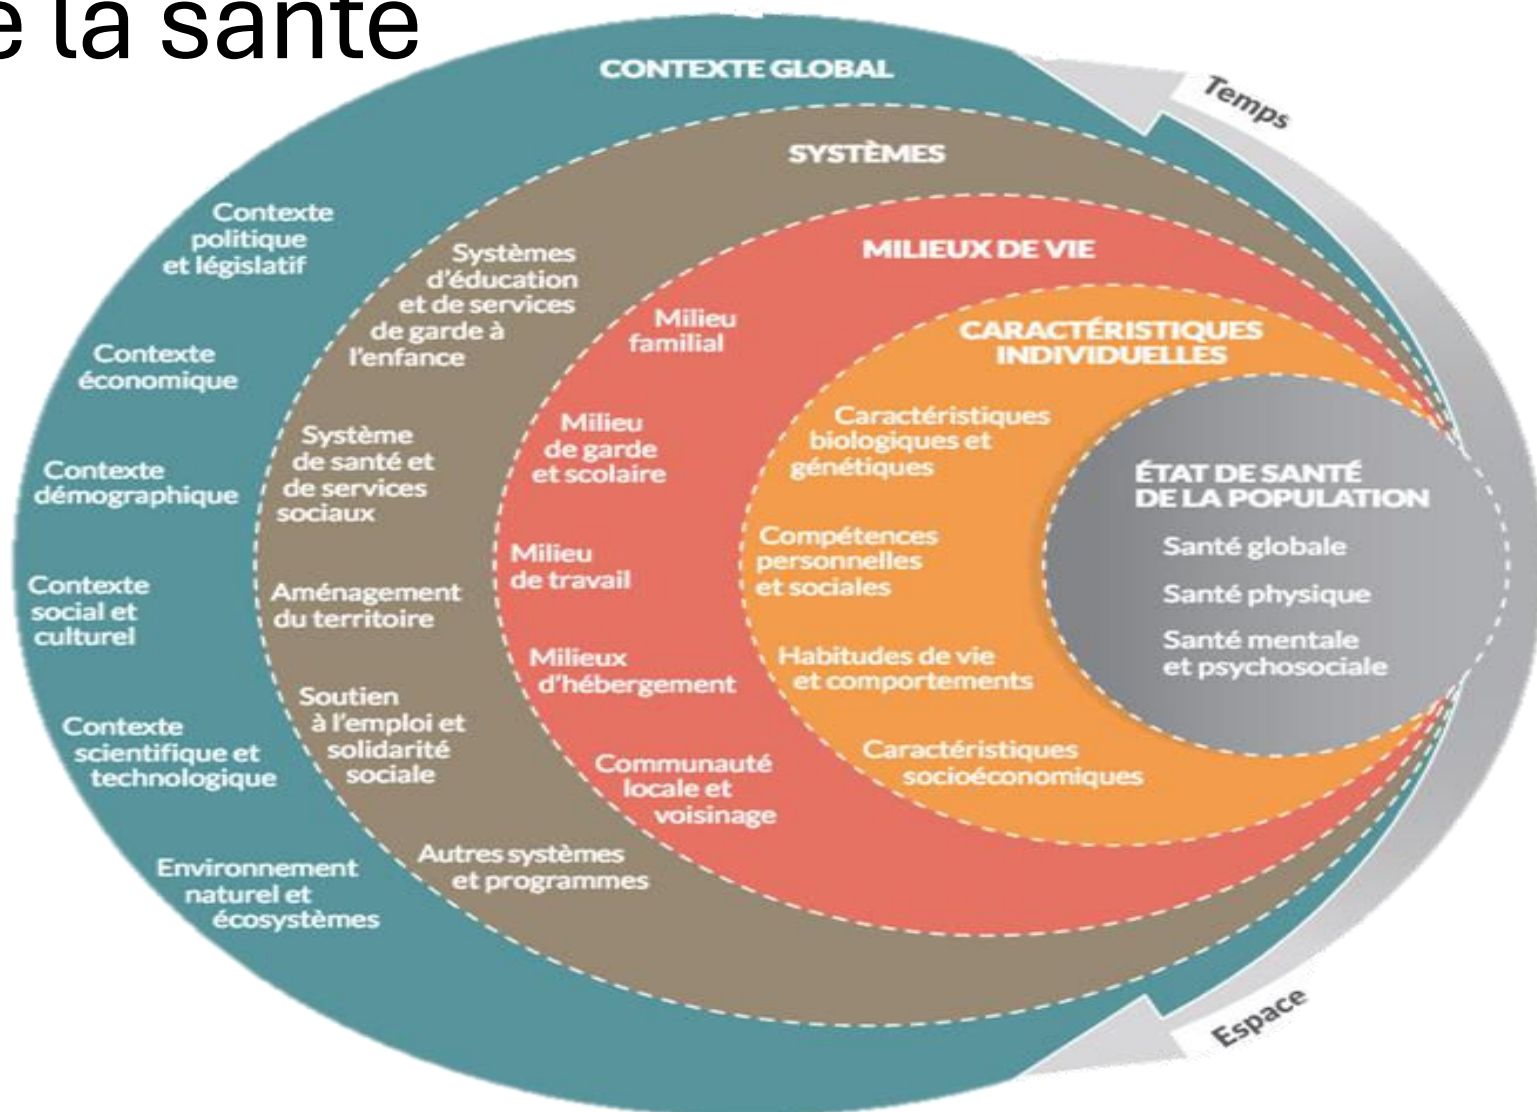 e la santé
CONTEXTE GLOBAL
Temps
SYSTÈMES
MILIEUX DE VIE
CARACTÉRISTIQUES
INDIVIDUELLES
ÉTAT DE SANTÉ
DE LA POPULATION
Santé globale
Santé physique
Santé mentale
et psychosociale
Contexte
politique
et législatif
Contexte
économique
Contexte
démographique
Contexte
social et
culturel
Contexte
scientifique et
technologique
Environnement
naturel et
écosystèmes
Systèmes
d'éducation
et de services
de garde à
l'enfance
Système
de santé et
de services
sociaux
Aménagement
du territoire
Soutien
à l'emploi et
solidarité
sociale
Autres systèmes
et programmes
Milieu
familial
Milieu
de garde
et scolaire
Milieu
de travail
Milieux
d'hébergement
Communauté
locale et
voisinage
Caractéristiques
biologiques et
génétiques
Compétences
personnelles
et sociales
Habitudes de vie
et comportements
Caractéristiques
socioéconomiques
Espace